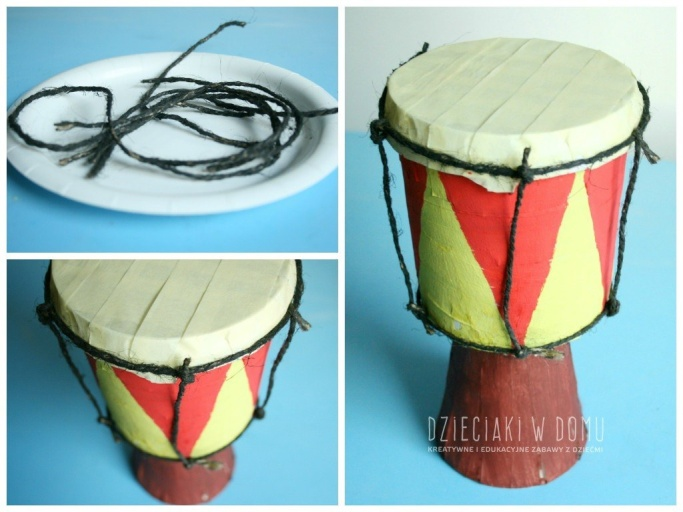 DZIECIAKI W DOMU
KREATYWNE I EDUKACYJNE ZABAWY Z DZIEĆMI